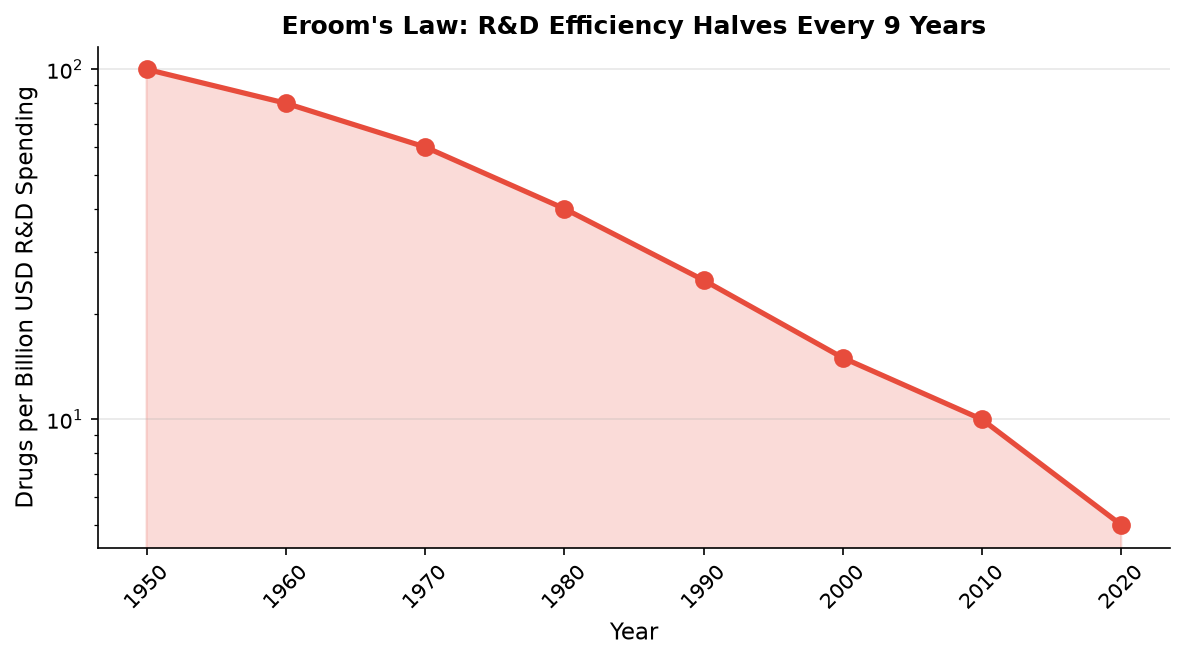 Eroom's Law: R&D Efficiency Halves Every 9 Years
Drugs per Billion USD R&D Spending
10²
10¹
1950 1960 1970 1980 1990 2000 2010 2020
Year